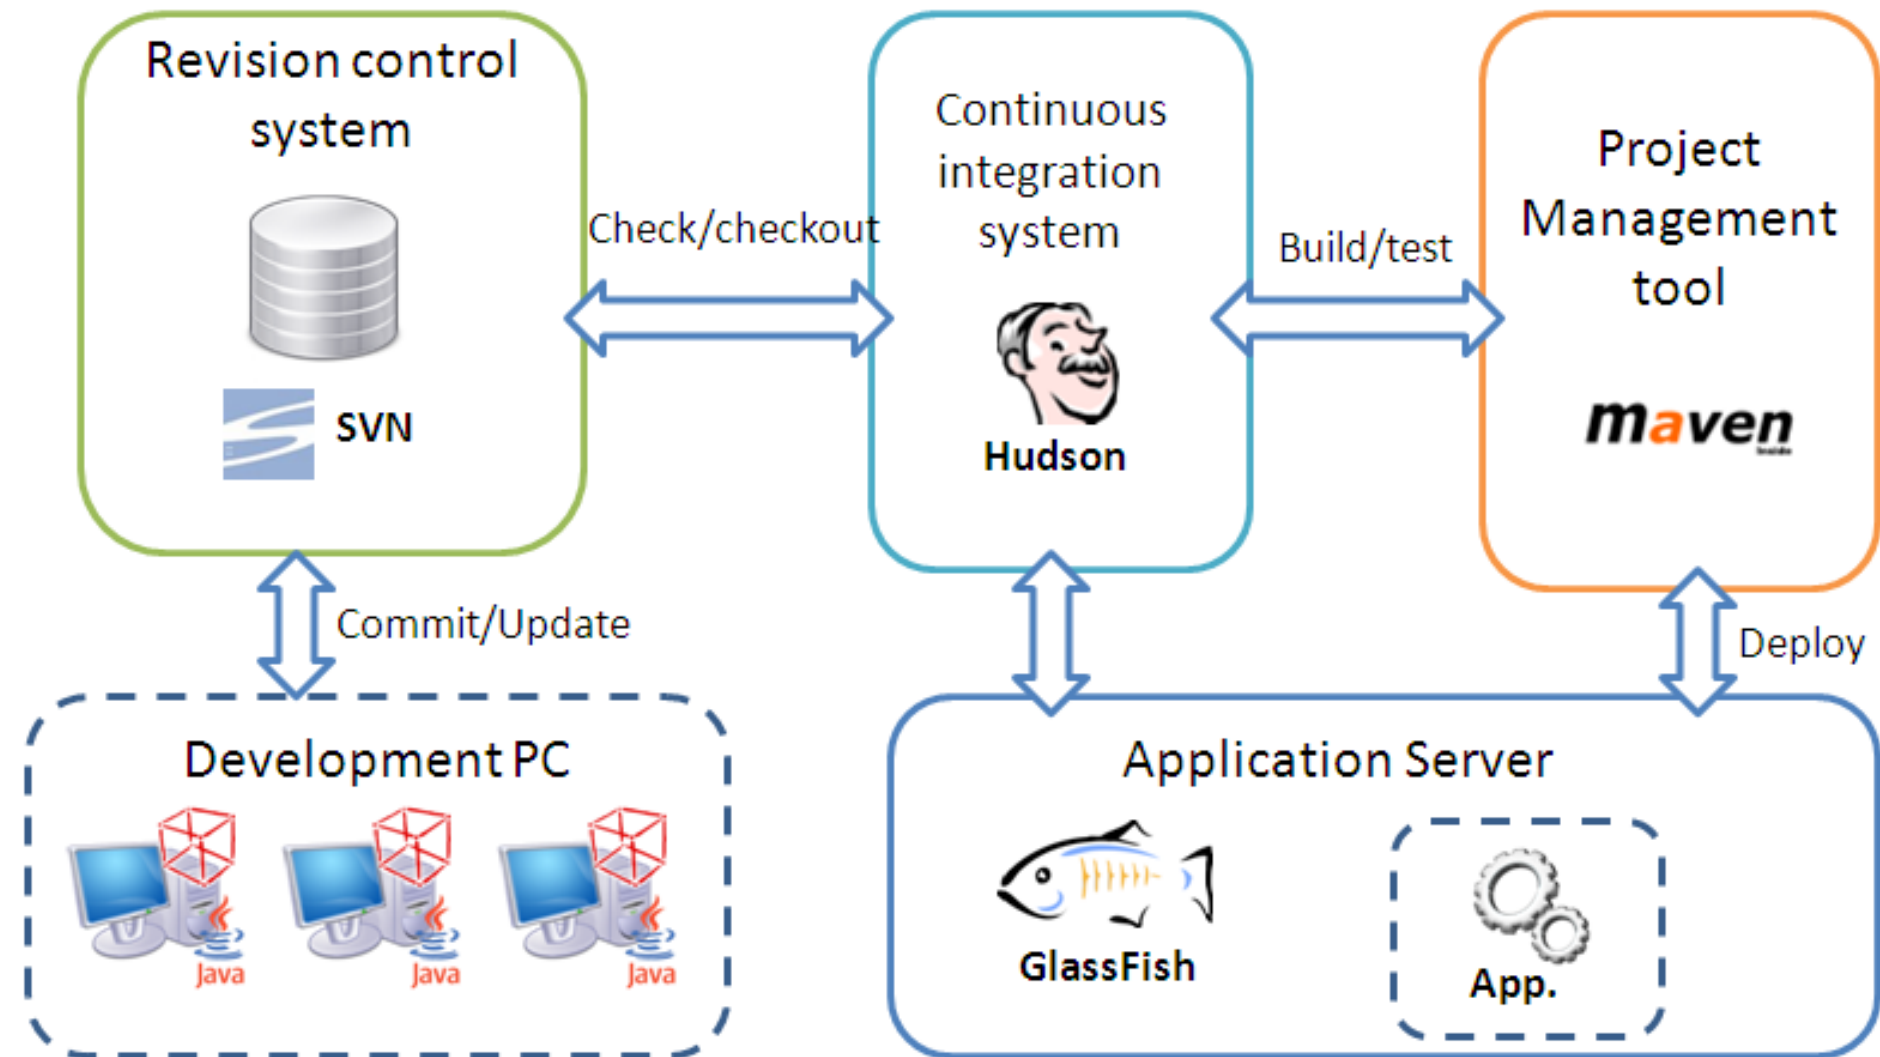 Revision control
system
SVN
Check/checkout
Continuous
integration
system
Hudson
Build/test
Project
Management
tool
maven
Inside
Commit/Update
Deploy
Development PC
Java
Java
Java
Application Server
GlassFish
App.